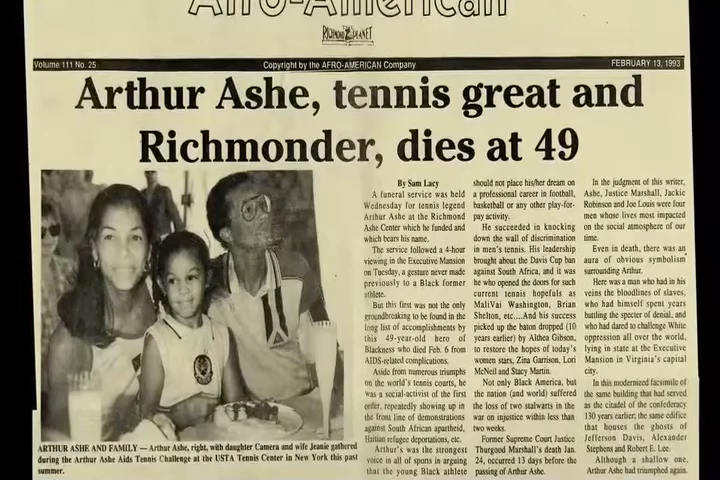 Afro-American
RICHMOND PLANET
Volume 111 No. 25 Copyright by the AFRO-AMERICAN Company FEBRUARY 13, 1993
Arthur Ashe, tennis great and
Richmonder, dies at 49
ARTHUR ASHE AND FAMILY — Arthur Ashe, right, with daughter Camera and wife Jeanie gathered
during the Arthur Ashe Aids Tennis Challenge at the USTA Tennis Center in New York this past
summer.
By Sam Lacy
A funeral service was held
Wednesday for tennis legend
Arthur Ashe at the Richmond
Ashe Center which he funded and
which bears his name.
The service followed a 4-hour
viewing in the Executive Mansion
on Tuesday, a gesture never made
previously to a Black former
athlete.
But this first was not the only
groundbreaking to be found in the
long list of accomplishments by
this 49-year-old hero of
Blackness who died Feb. 6 from
AIDS-related complications.
Aside from numerous triumphs
on the world's tennis courts, he
was a social-activist of the first
order, repeatedly showing up in
the front line of demonstrations
against South African apartheid,
Haitian refugee deportations, etc.
Arthur's was the strongest
voice in all of sports in arguing
that the young Black athlete
should not place his/her dream on
a professional career in football,
basketball or any other play-for-
pay activity.
He succeeded in knocking
down the wall of discrimination
in men's tennis. His leadership
brought about the Davis Cup ban
against South Africa, and it was
he who opened the doors for such
current tennis hopefuls as
MaliVai Washington, Brian
Shelton, etc....And his success
picked up the baton dropped (10
years earlier) by Althea Gibson,
to restore the hopes of today's
women stars, Zina Garrison, Lori
McNeil and Stacy Martin.
Not only Black America, but
the nation (and world) suffered
the loss of two stalwarts in the
war on injustice within less than
two weeks.
Former Supreme Court Justice
Thurgood Marshall's death Jan.
24, occurred 13 days before the
passing of Arthur Ashe.
In the judgment of this writer,
Ashe, Justice Marshall, Jackie
Robinson and Joe Louis were four
men whose lives most impacted
on the social atmosphere of our
time.
Even in death, there was an
aura of obvious symbolism
surrounding Arthur.
Here was a man who had in his
veins the bloodlines of slaves,
who had himself spent years
battling the specter of denial, and
who had dared to challenge White
oppression all over the world,
lying in state at the Executive
Mansion in Virginia's capital
city.
In this modernized facsimile of
the same building that had served
as the citadel of the confederacy
130 years earlier; the same edifice
that houses the ghosts of
Jefferson Davis, Alexander
Stephens and Robert E. Lee.
Although a shallow one,
Arthur Ashe had triumphed again.